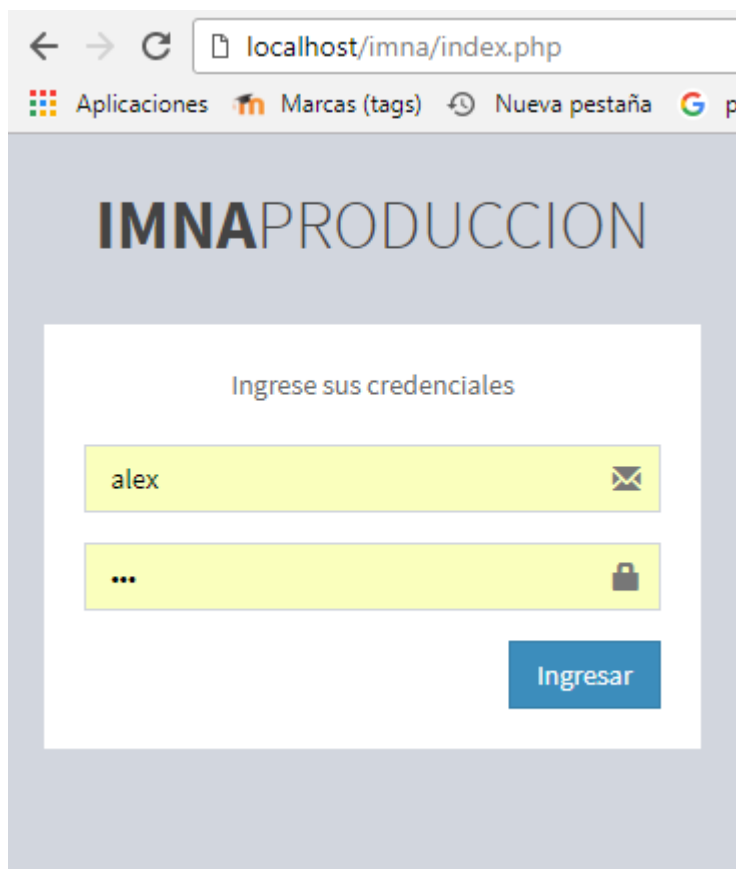 localhost/imna/index.php
Aplicaciones Marcas (tags) Nueva pestaña G p
IMNAPRODUCCION
Ingrese sus credenciales
alex
•••
Ingresar